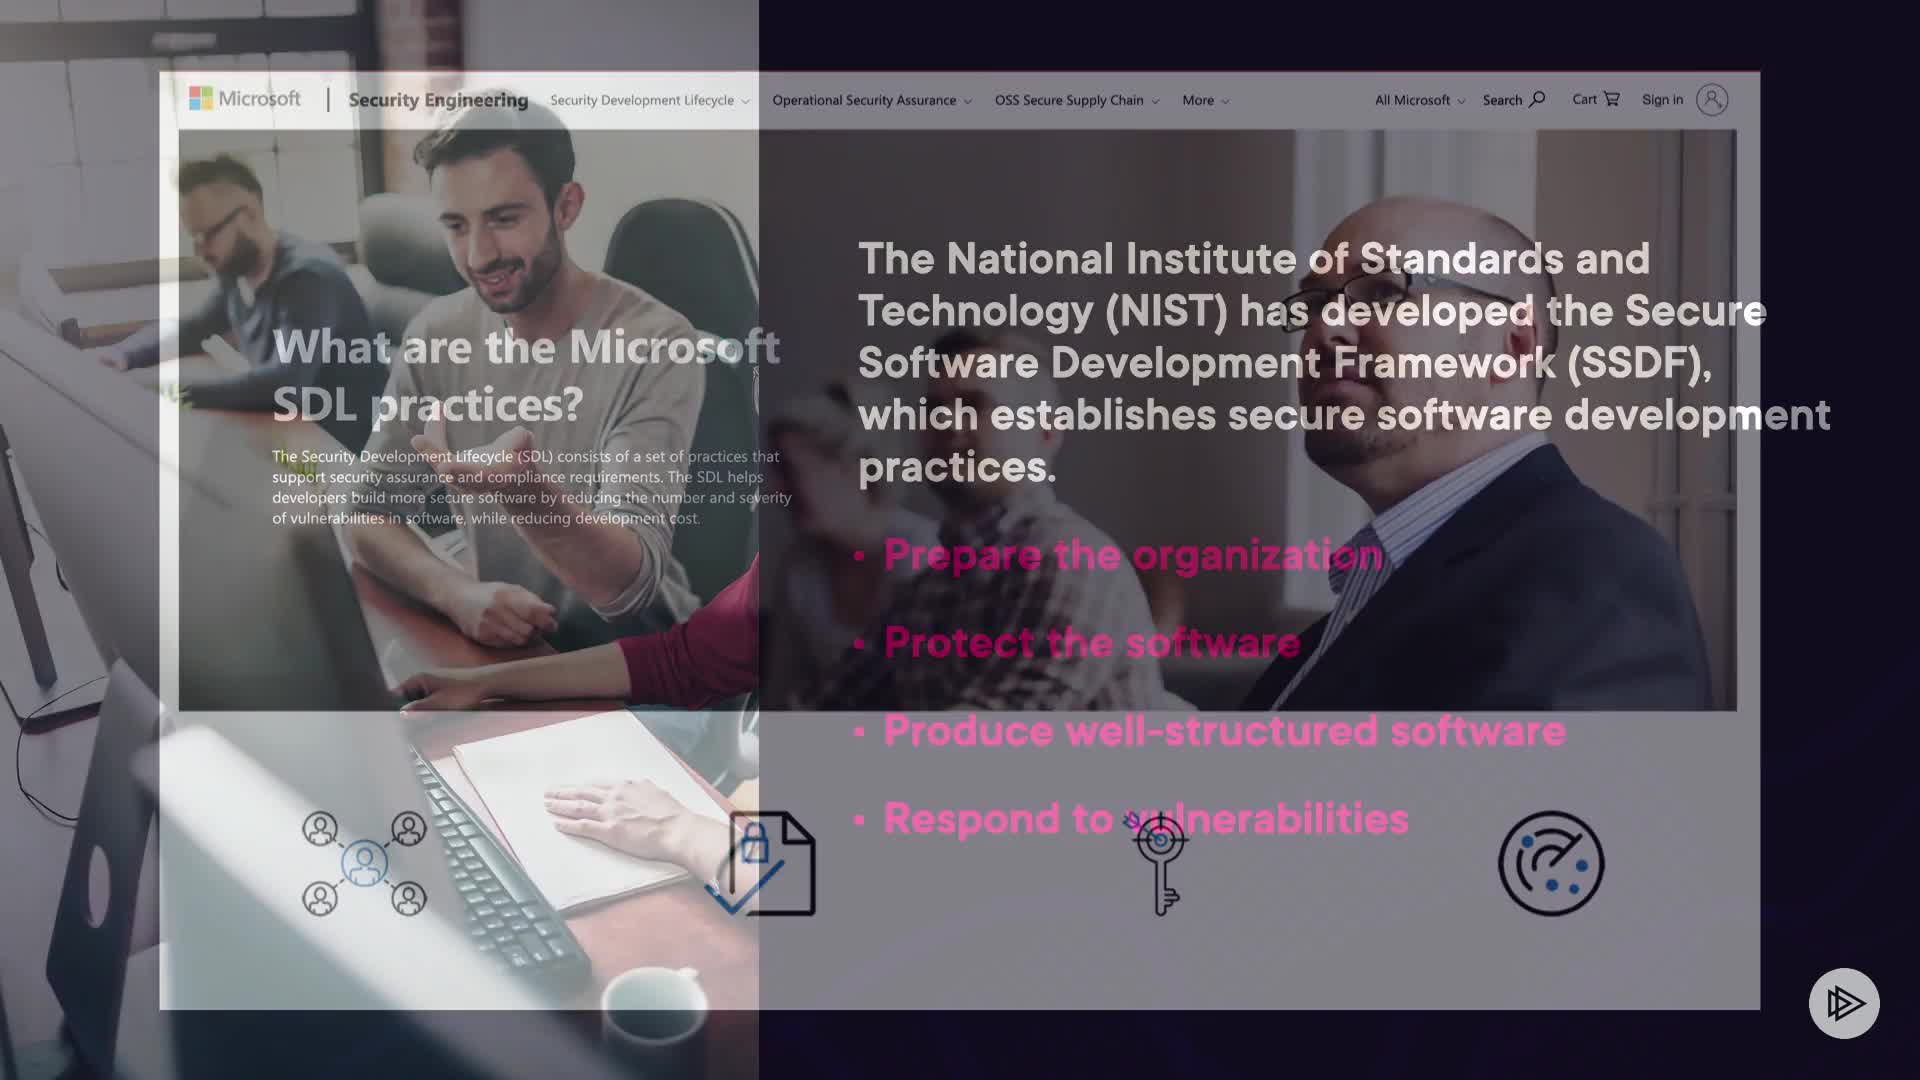 Microsoft | Security Engineering Security Development Lifecycle Operational Security Assurance OSS Secure Supply Chain More All Microsoft Search Cart Sign in
What are the Microsoft
SDL practices?
The Security Development Lifecycle (SDL) consists of a set of practices that
support security assurance and compliance requirements. The SDL helps
developers build more secure software by reducing the number and severity
of vulnerabilities in software, while reducing development cost.
The National Institute of Standards and
Technology (NIST) has developed the Secure
Software Development Framework (SSDF),
which establishes secure software development
practices.
• Prepare the organization
• Protect the software
• Produce well-structured software
• Respond to vulnerabilities